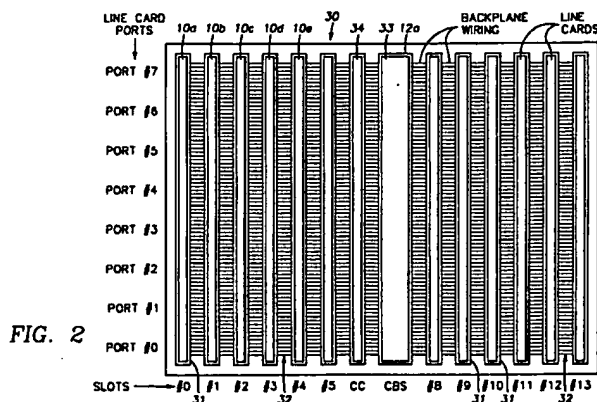 LINE CARD PORTS
10a 10b 10c 10d 10e 30 34 33 12a
BACKPLANE WIRING
LINE CARDS
PORT #7
PORT #6
PORT #5
PORT #4
PORT #3
PORT #2
PORT #1
PORT #0
FIG. 2
SLOTS #0 #1 #2 #3 #4 #5 CC CBS #8 #9 #10 #11 #12 #13
31 32 31 31 32